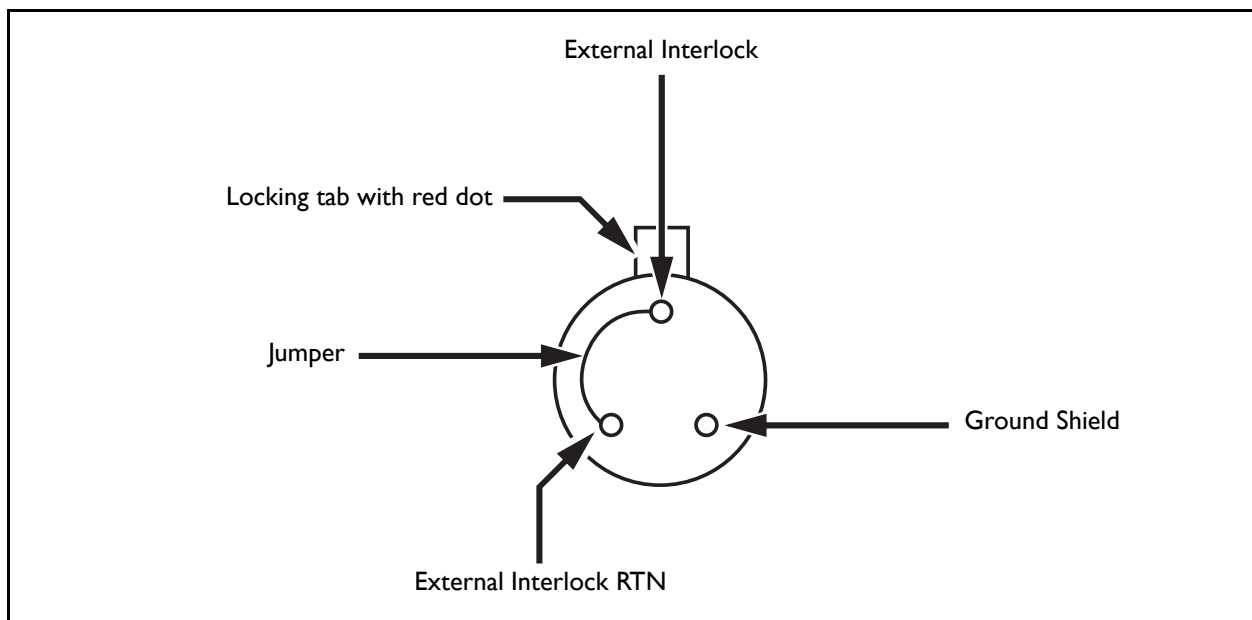 External Interlock
Locking tab with red dot
Jumper
Ground Shield
External Interlock RTN